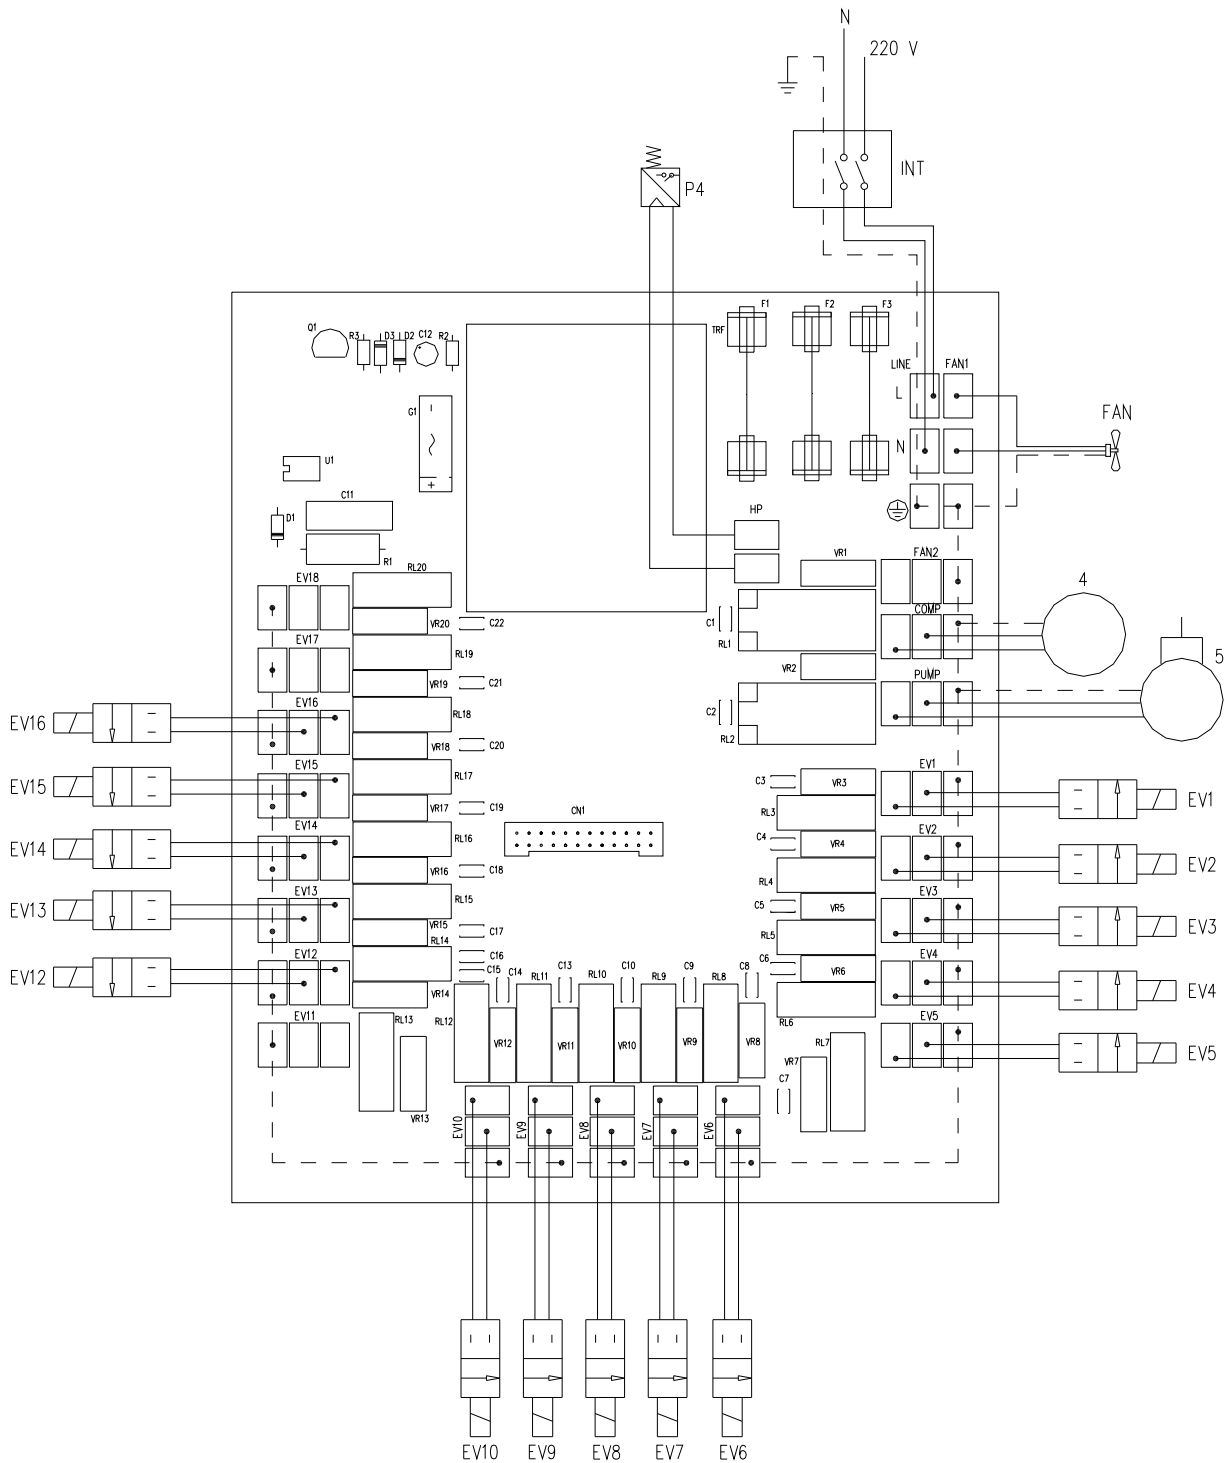 N
220 V
INT
P4
F1
F2
F3
TRF
Q1
R3
D3
D2
C12
R2
LINE
FAN1
L
FAN
G1
N
U1
C11
HP
D1
R1
VR1
FAN2
EV18
RL20
4
C1
COMP
VR20
C22
RL1
EV17
RL19
VR2
5
VR19
C21
PUMP
EV16
EV16
RL18
C2
RL2
VR18
C20
EV15
EV15
RL17
EV1
C3
VR3
EV1
VR17
C19
CN1
RL3
EV14
EV14
RL16
EV2
C4
VR4
EV2
VR16
C18
RL4
EV13
EV13
RL15
EV3
C5
VR5
EV3
VR15
C17
RL14
RL5
EV12
EV12
C16
EV4
C6
VR6
C15
C14
RL11
C13
RL10
C10
RL9
C9
RL8
C8
EV4
VR14
EV11
RL13
RL12
RL6
EV5
VR12
VR11
VR10
VR9
VR8
RL7
VR7
EV5
C7
VR13
EV10
EV9
EV8
EV7
EV6
EV10
EV9
EV8
EV7
EV6